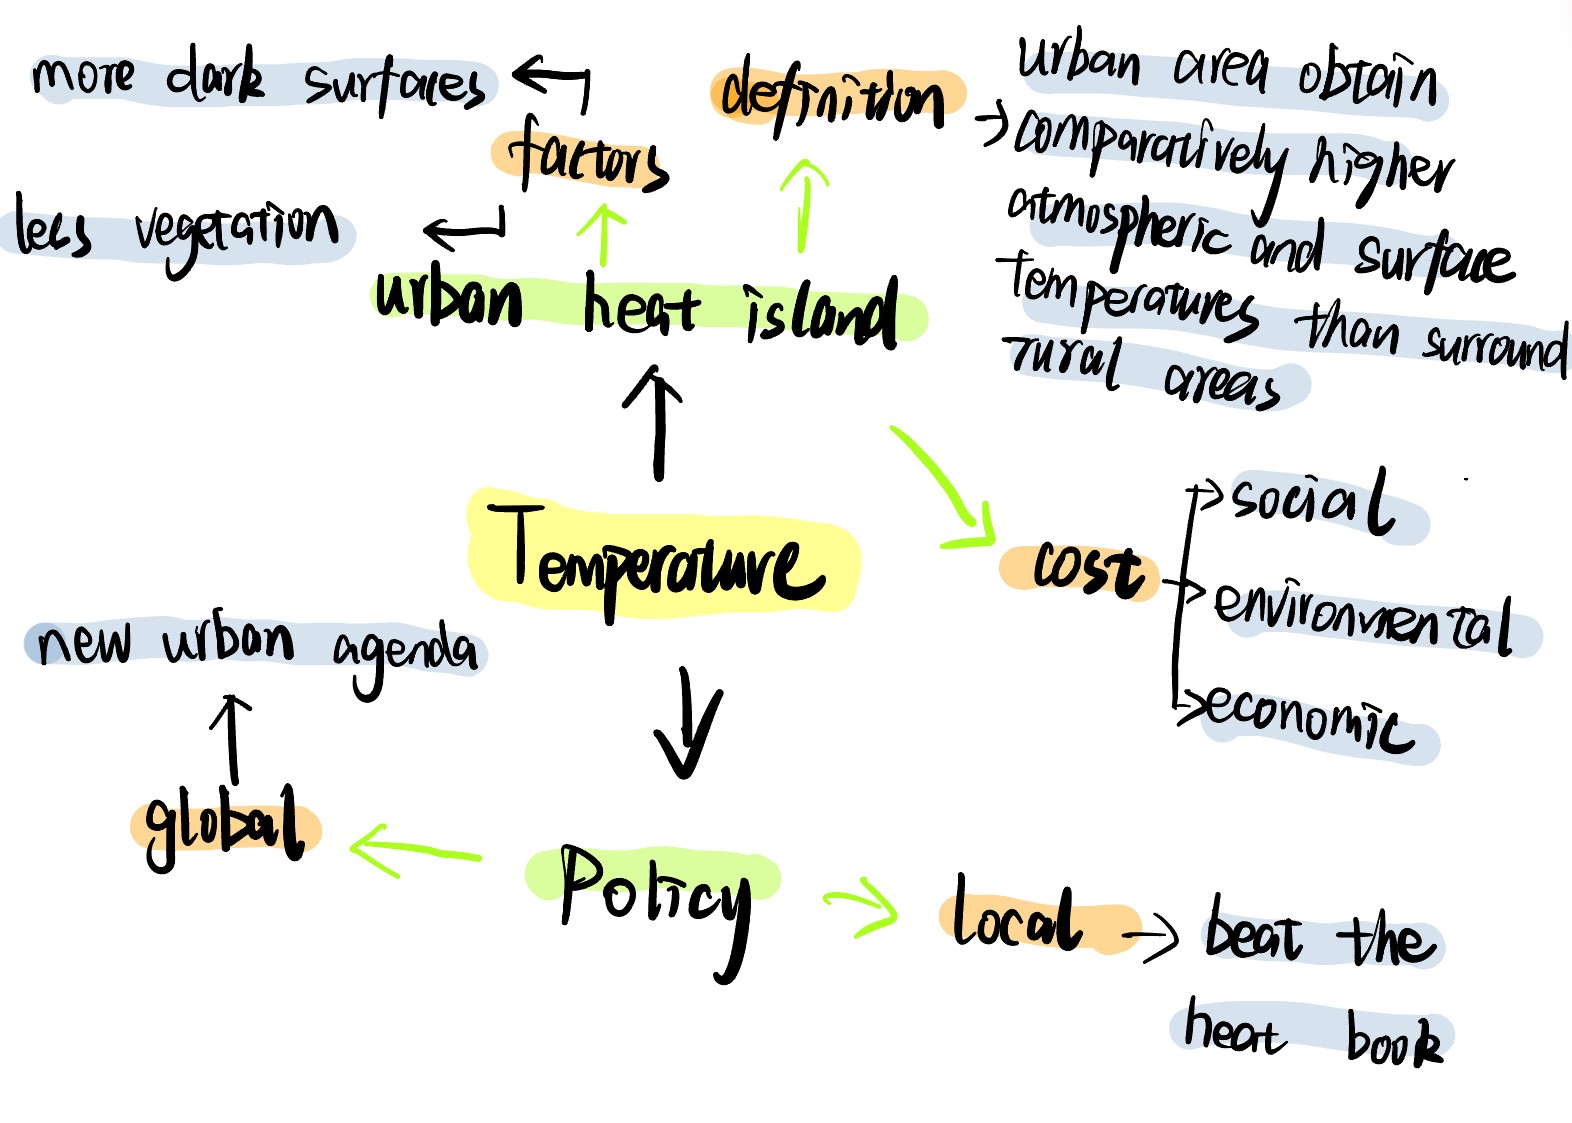 more dark surfaces
factors
less vegetation
definition
urban area obtain
comparatively higher
atmospheric and surface
temperatures than surround
rural areas
urban heat island
Temperature
cost
social
environmental
economic
new urban agenda
global
Policy
local
beat the
heat book